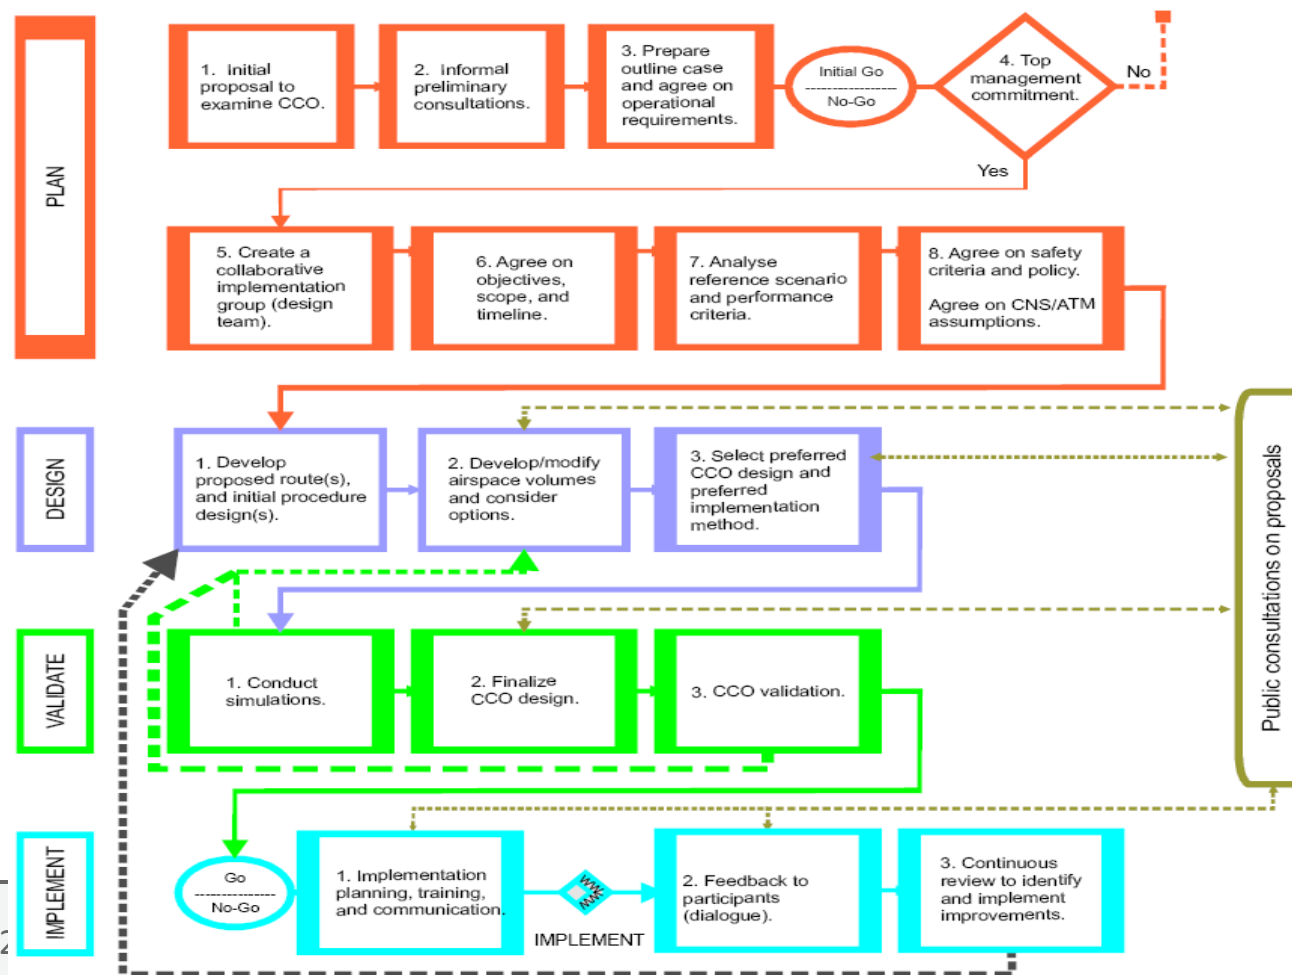 PLAN
1. Initial
proposal to
examine CCO.
2. Informal
preliminary
consultations.
3. Prepare
outline case
and agree on
operational
requirements.
Initial Go
No-Go
4. Top
management
commitment.
No
Yes
5. Create a
collaborative
implementation
group (design
team).
6. Agree on
objectives,
scope, and
timeline.
7. Analyse
reference scenario
and performance
criteria.
8. Agree on safety
criteria and policy.
Agree on CNS/ATM
assumptions.
DESIGN
1. Develop
proposed route(s),
and initial procedure
design(s).
2. Develop/modify
airspace volumes
and consider
options.
3. Select preferred
CCO design and
preferred
implementation
method.
Public consultations on proposals
VALIDATE
1. Conduct
simulations.
2. Finalize
CCO design.
3. CCO validation.
IMPLEMENT
Go
No-Go
1. Implementation
planning, training,
and communication.
IMPLEMENT
2. Feedback to
participants
(dialogue).
3. Continuous
review to identify
and implement
improvements.